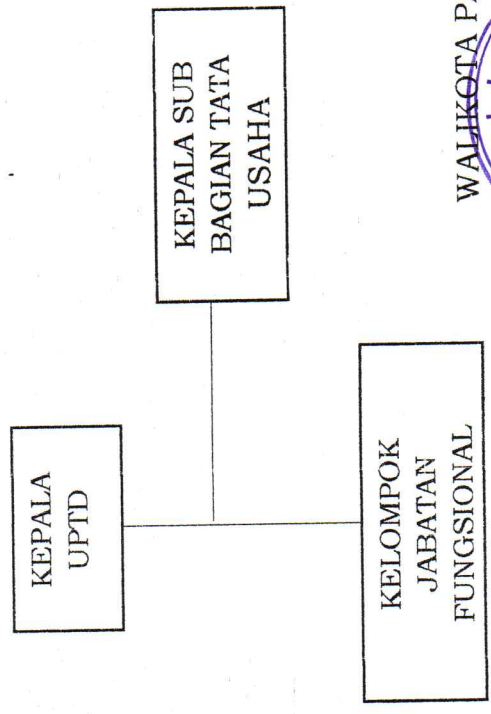 KEPALA
UPTD
KEPALA SUB
BAGIAN TATA
USAHA
KELOMPOK
JABATAN
FUNGSIONAL
WALIKOTA